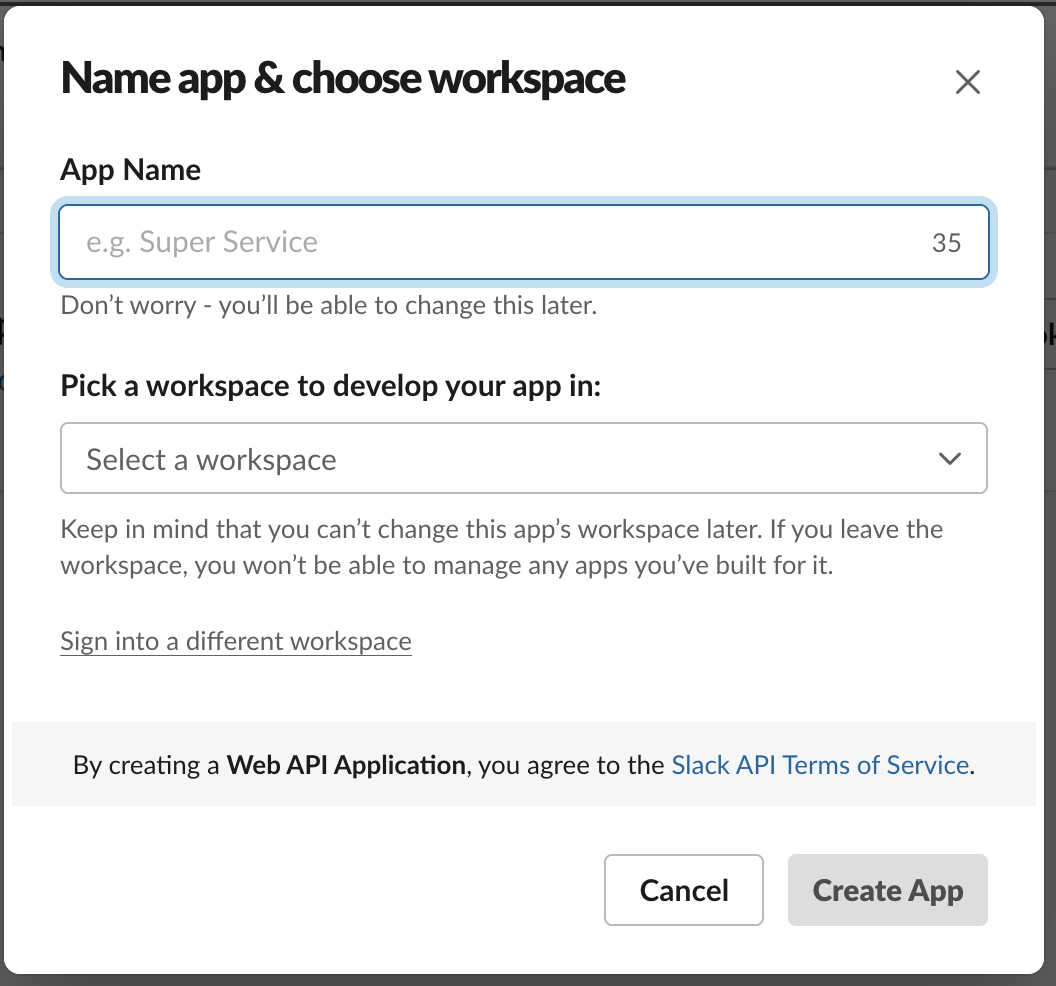 Name app & choose workspace
App Name
e.g. Super Service 35
Don’t worry - you’ll be able to change this later.
Pick a workspace to develop your app in:
Select a workspace
Keep in mind that you can’t change this app’s workspace later. If you leave the
workspace, you won’t be able to manage any apps you’ve built for it.
Sign into a different workspace
By creating a Web API Application, you agree to the Slack API Terms of Service.
Cancel Create App